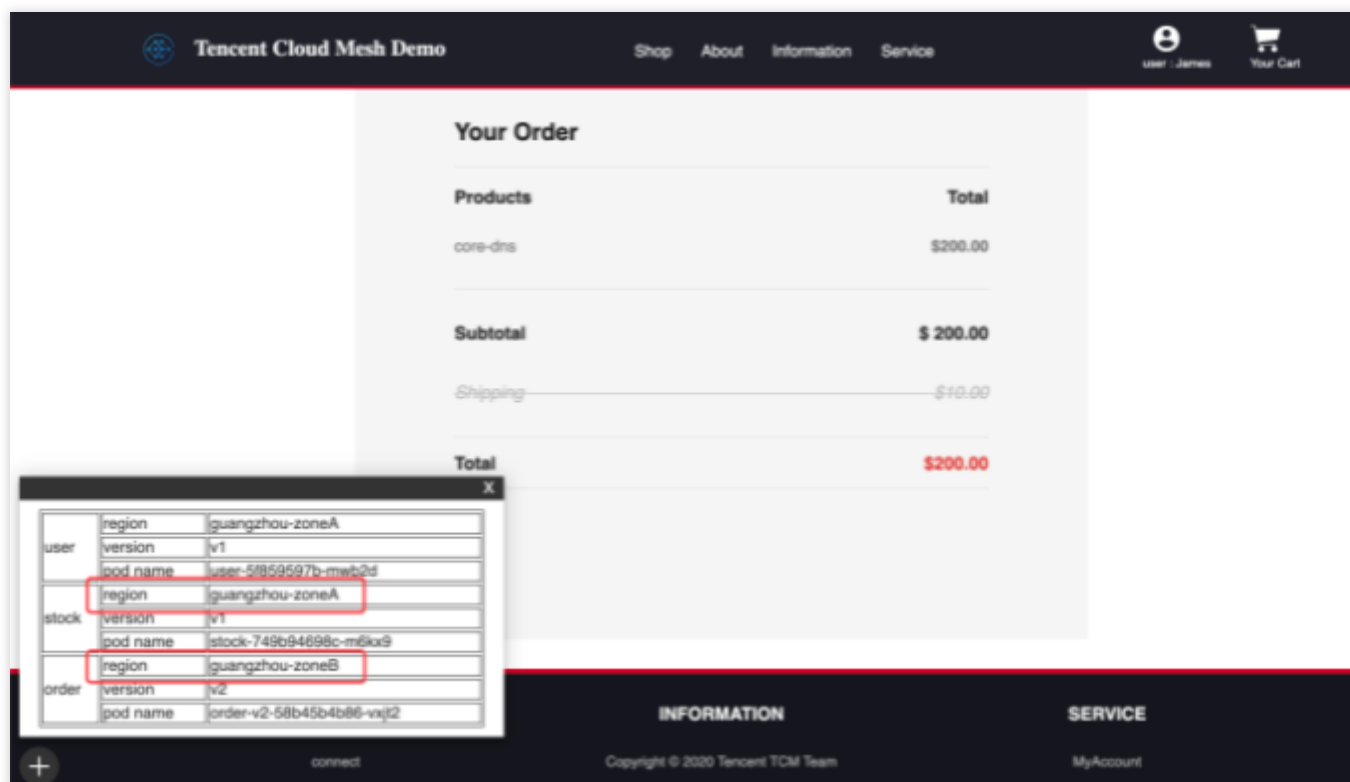 Tencent Cloud Mesh Demo
Shop About Information Service
user : James
Your Cart
Your Order
Products Total
core-dns $200.00
Subtotal $ 200.00
Shipping $10.00
Total $200.00
X
user
region guangzhou-zoneA
version v1
pod name user-5f859597b-mwb2d
stock
region guangzhou-zoneA
version v1
pod name stock-749b94698c-m6kx9
order
region guangzhou-zoneB
version v2
pod name order-v2-58b45b4b86-vxjt2
INFORMATION SERVICE
connect Copyright © 2020 Tencent TCM Team MyAccount